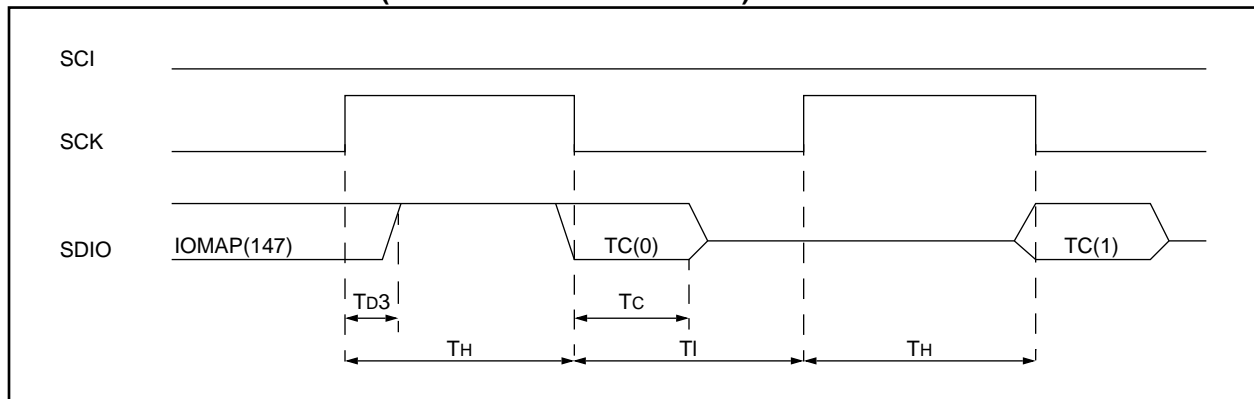 SCI
SCK
SDIO
IOMAP(147)
TC(0)
TC(1)
TD3
TC
TH
TI
TH